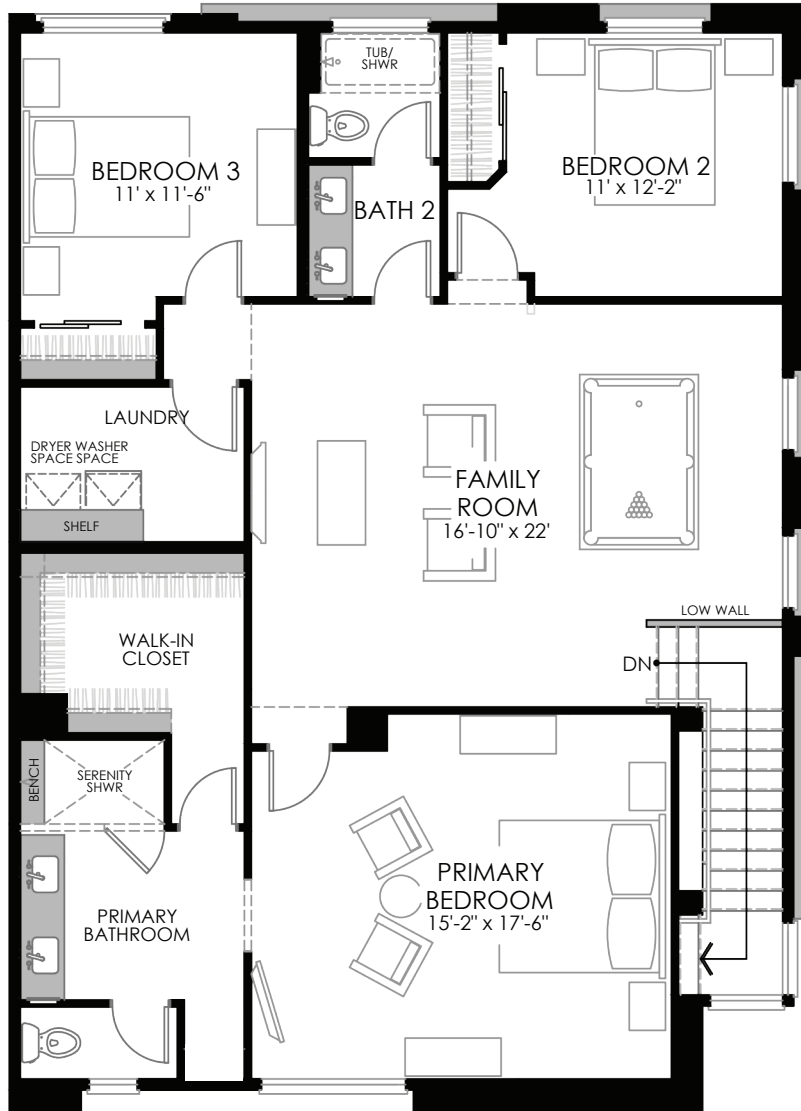 TUB/
SHWR
BEDROOM 3
11' x 11'-6"
BATH 2
BEDROOM 2
11' x 12'-2"
LAUNDRY
DRYER WASHER
SPACE SPACE
SHELF
FAMILY
ROOM
16'-10" x 22'
LOW WALL
DN
WALK-IN
CLOSET
BENCH
SERENITY
SHWR
PRIMARY
BATHROOM
PRIMARY
BEDROOM
15'-2" x 17'-6"